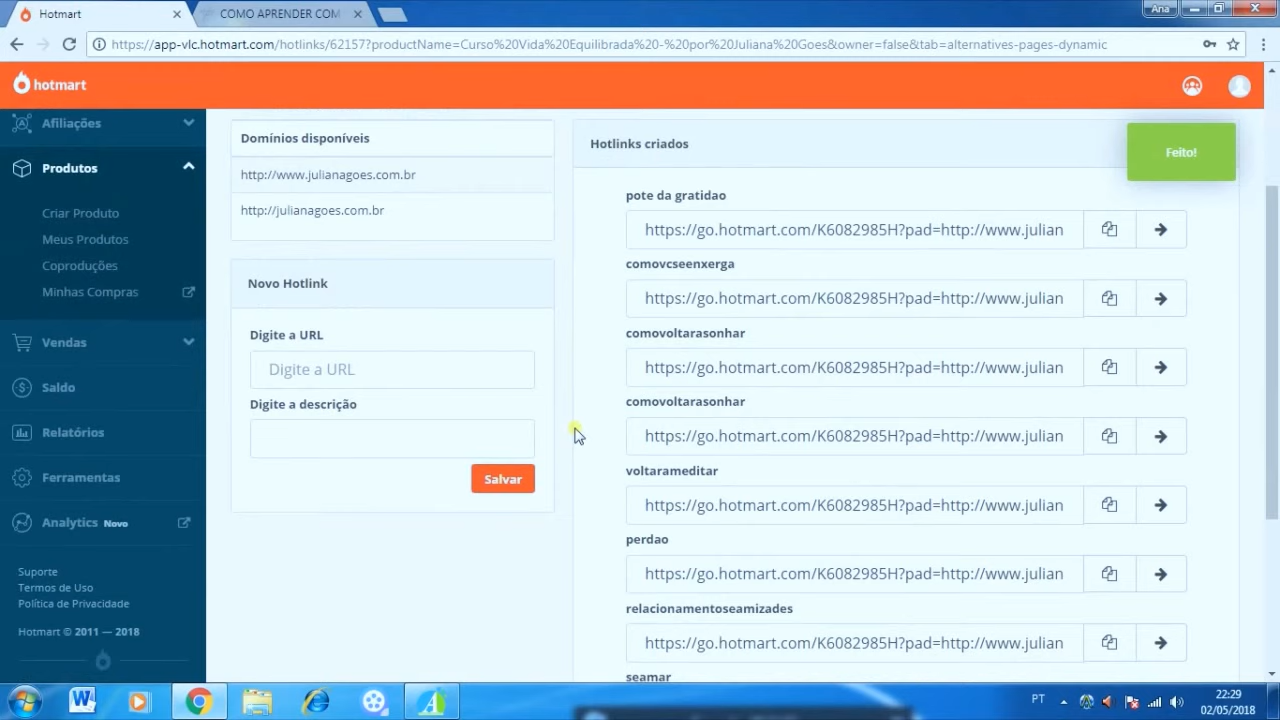 Hotmart
COMO APRENDER COM
Ana
https://app-vlc.hotmart.com/hotlinks/62157?productName=Curso%20Vida%20Equilibrada%20-%20por%20Juliana%20Goes&owner=false&tab=alternatives-pages-dynamic
hotmart
Afiliações
Produtos
Criar Produto
Meus Produtos
Coproduções
Minhas Compras
Vendas
Saldo
Relatórios
Ferramentas
Analytics Novo
Suporte
Termos de Uso
Política de Privacidade
Hotmart © 2011 — 2018
Domínios disponíveis
http://www.julianagoes.com.br
http://julianagoes.com.br
Novo Hotlink
Digite a URL
Digite a URL
Digite a descrição
Salvar
Hotlinks criados
Feito!
pote da gratidao
https://go.hotmart.com/K6082985H?pad=http://www.julian
comovcseenxerga
https://go.hotmart.com/K6082985H?pad=http://www.julian
comovoltarasonhar
https://go.hotmart.com/K6082985H?pad=http://www.julian
comovoltarasonhar
https://go.hotmart.com/K6082985H?pad=http://www.julian
voltarameditar
https://go.hotmart.com/K6082985H?pad=http://www.julian
perdao
https://go.hotmart.com/K6082985H?pad=http://www.julian
relacionamentoseamizades
https://go.hotmart.com/K6082985H?pad=http://www.julian
seamar
PT
22:29
02/05/2018